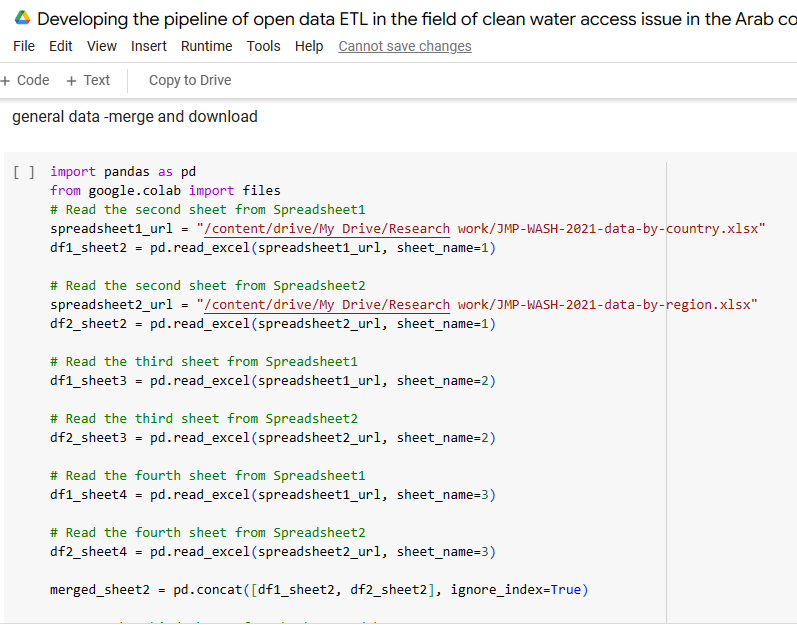 Developing the pipeline of open data ETL in the field of clean water access issue in the Arab co
File Edit View Insert Runtime Tools Help Cannot save changes
+ Code + Text Copy to Drive
general data -merge and download
[ ] import pandas as pd
from google.colab import files
# Read the second sheet from Spreadsheet1
spreadsheet1_url = "/content/drive/My Drive/Research work/JMP-WASH-2021-data-by-country.xlsx"
df1_sheet2 = pd.read_excel(spreadsheet1_url, sheet_name=1)
# Read the second sheet from Spreadsheet2
spreadsheet2_url = "/content/drive/My Drive/Research work/JMP-WASH-2021-data-by-region.xlsx"
df2_sheet2 = pd.read_excel(spreadsheet2_url, sheet_name=1)
# Read the third sheet from Spreadsheet1
df1_sheet3 = pd.read_excel(spreadsheet1_url, sheet_name=2)
# Read the third sheet from Spreadsheet2
df2_sheet3 = pd.read_excel(spreadsheet2_url, sheet_name=2)
# Read the fourth sheet from Spreadsheet1
df1_sheet4 = pd.read_excel(spreadsheet1_url, sheet_name=3)
# Read the fourth sheet from Spreadsheet2
df2_sheet4 = pd.read_excel(spreadsheet2_url, sheet_name=3)
merged_sheet2 = pd.concat([df1_sheet2, df2_sheet2], ignore_index=True)